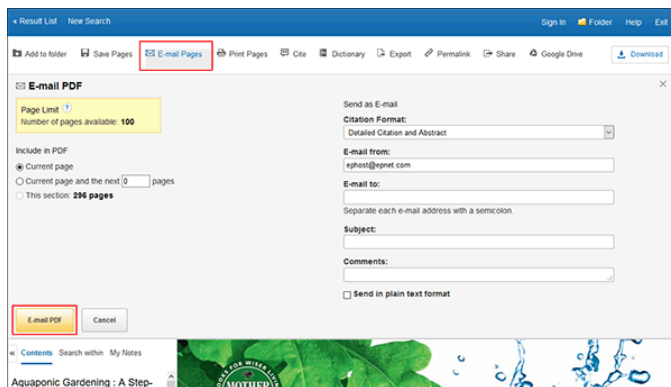 « Result List New Search Sign In Folder Help Exit
Add to folder Save Pages E-mail Pages Print Pages Cite Dictionary Export Permalink Share Google Drive Download
E-mail PDF
Page Limit ?
Number of pages available: 100
Include in PDF
Current page
Current page and the next 0 pages
This section: 296 pages
Send as E-mail
Citation Format:
Detailed Citation and Abstract
E-mail from:
ephost@epnet.com
E-mail to:
Separate each e-mail address with a semicolon.
Subject:
Comments:
Send in plain text format
E-mail PDF Cancel
« Contents Search within My Notes
Aquaponic Gardening : A Step-
BOOKS FOR WISER LIVING
MOTHER